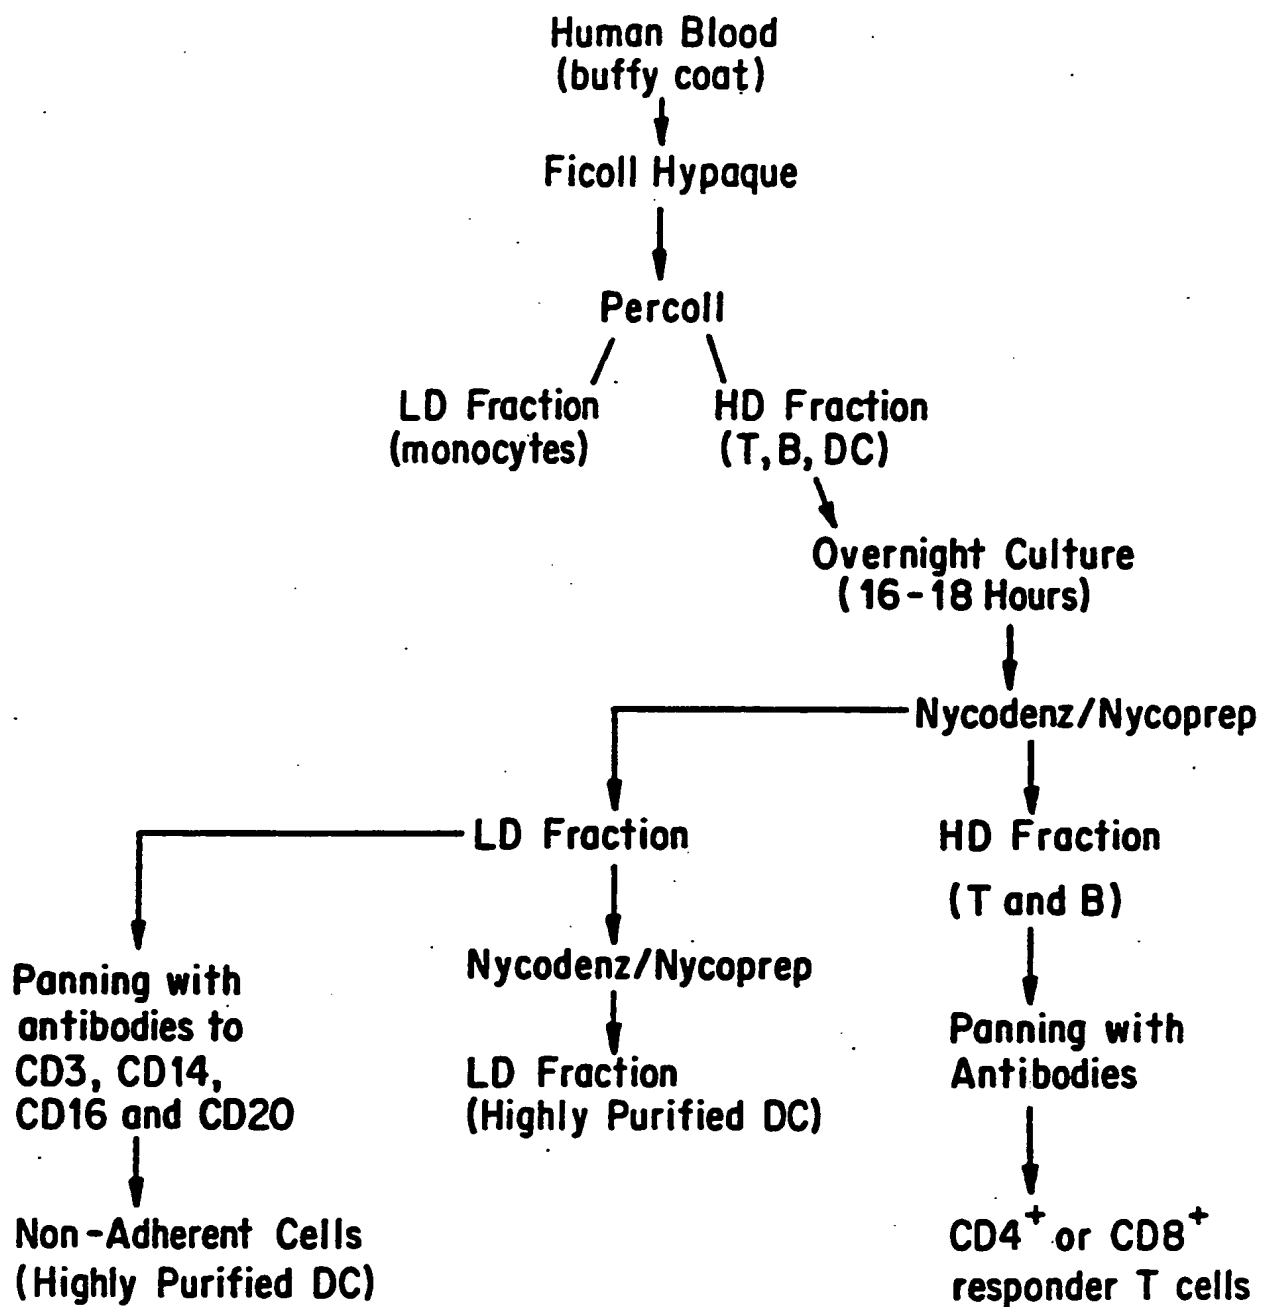 Human Blood
(buffy coat)
Ficoll Hypaque
Percoll
LD Fraction
(monocytes)
HD Fraction
(T, B, DC)
Overnight Culture
(16-18 Hours)
Nycodenz/Nycoprep
LD Fraction
HD Fraction
(T and B)
Panning with
antibodies to
CD3, CD14,
CD16 and CD20
Non-Adherent Cells
(Highly Purified DC)
Nycodenz/Nycoprep
LD Fraction
(Highly Purified DC)
Panning with
Antibodies
CD4⁺ or CD8⁺
responder T cells